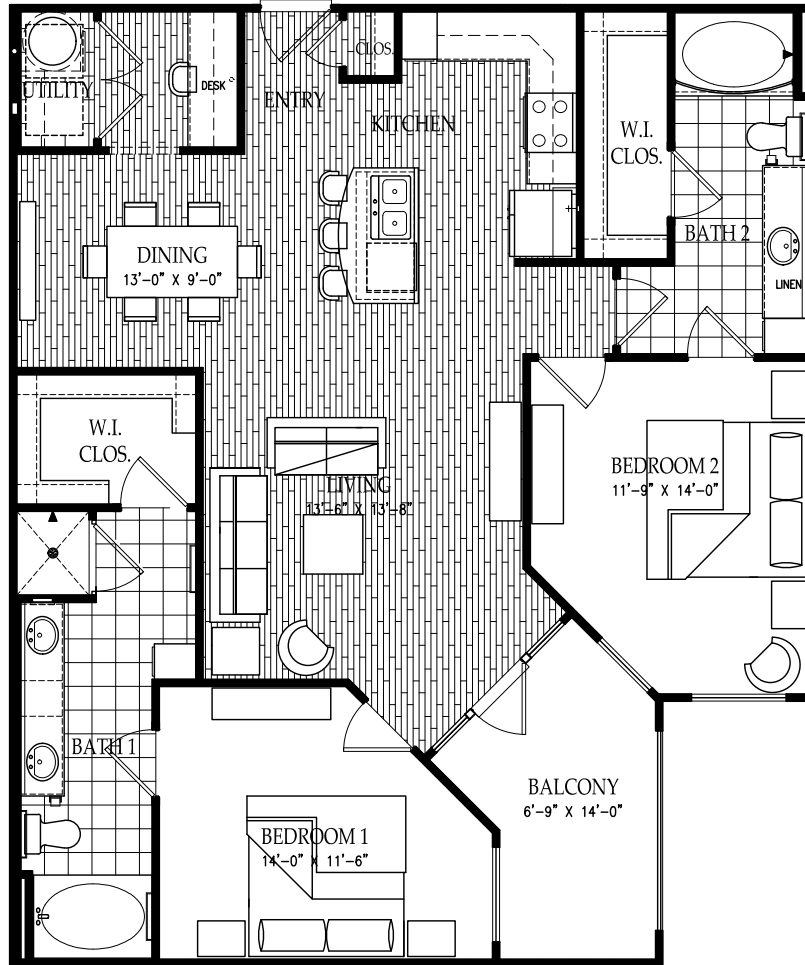 CLOS.
UTILITY
DESK
ENTRY
KITCHEN
W.I.
CLOS.
BATH 2
DINING
13'-0" X 9'-0"
LINEN
W.I.
CLOS.
BEDROOM 2
11'-9" X 14'-0"
LIVING
13'-6" X 13'-8"
BATH 1
BALCONY
6'-9" X 14'-0"
BEDROOM 1
14'-0" X 11'-6"